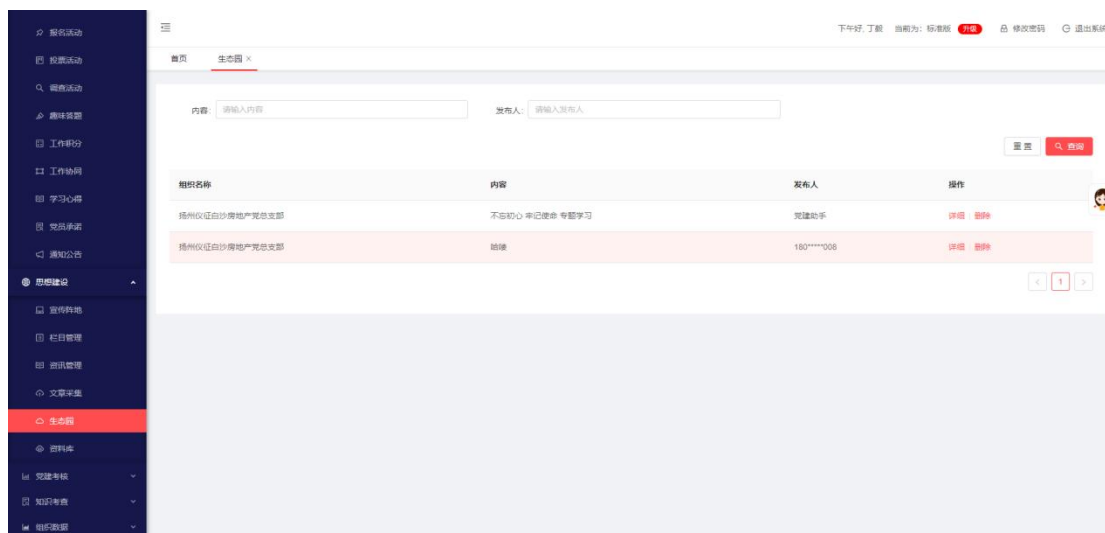 报名活动
投票活动
调查活动
趣味答题
工作积分
工作协同
学习心得
党员承诺
通知公告
思想建设
宣传阵地
栏目管理
资讯管理
文章采集
生态园
资料库
党建考核
知识考查
组织数据
下午好, 丁毅 当前为: 标准版 升级 修改密码 退出系统
首页 生态园 ×
内容: 请输入内容 发布人: 请输入发布人
重置 查询
组织名称 内容 发布人 操作
扬州仪征白沙房地产党总支部 不忘初心 牢记使命 专题学习 党建助手 详细 删除
扬州仪征白沙房地产党总支部 180*****008 详细 删除
< 1 >